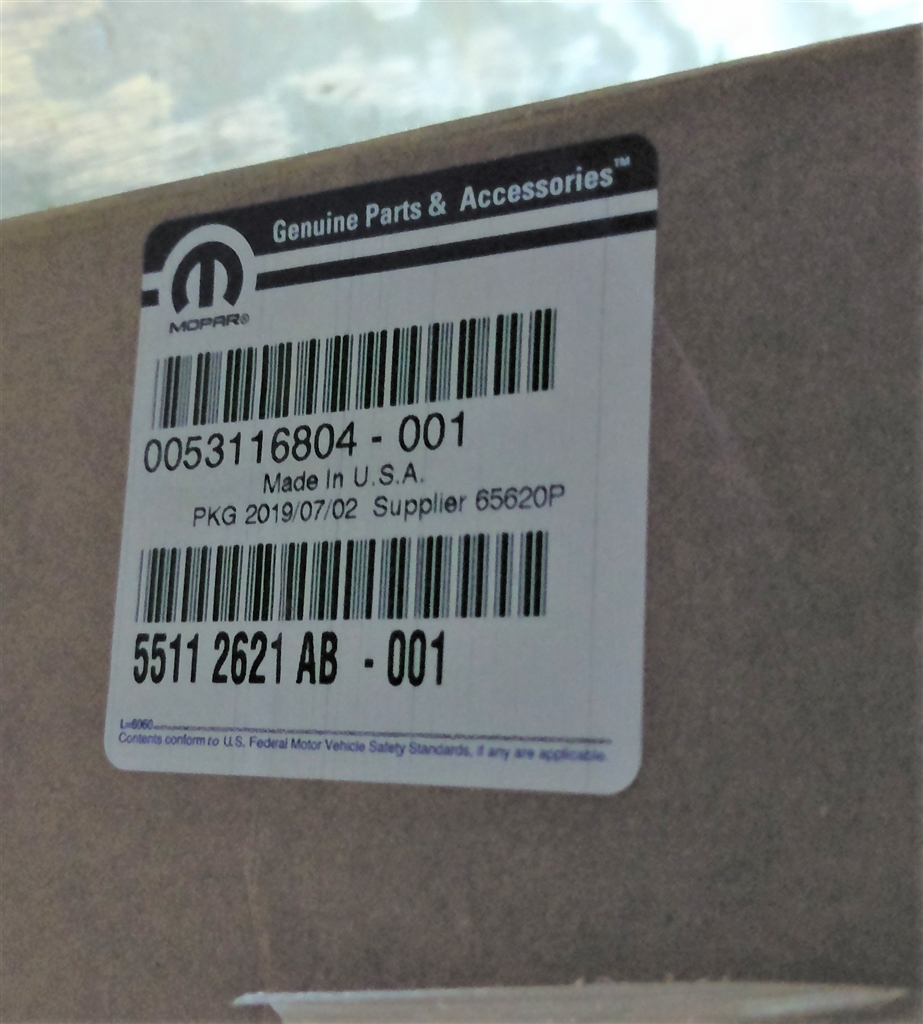 Genuine Parts & Accessories™
MOPAR®
0053116804 - 001
Made In U.S.A.
PKG 2019/07/02 Supplier 65620P
5511 2621 AB - 001
L=6060
Contents conform to U.S. Federal Motor Vehicle Safety Standards, if any are applicable.